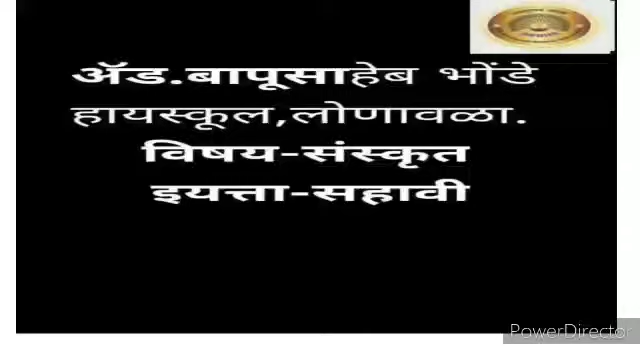 ॲड.बापूसाहेब भोंडे
हायस्कूल,लोणावळा.
विषय-संस्कृत
इयत्ता-सहावी
PowerDirector